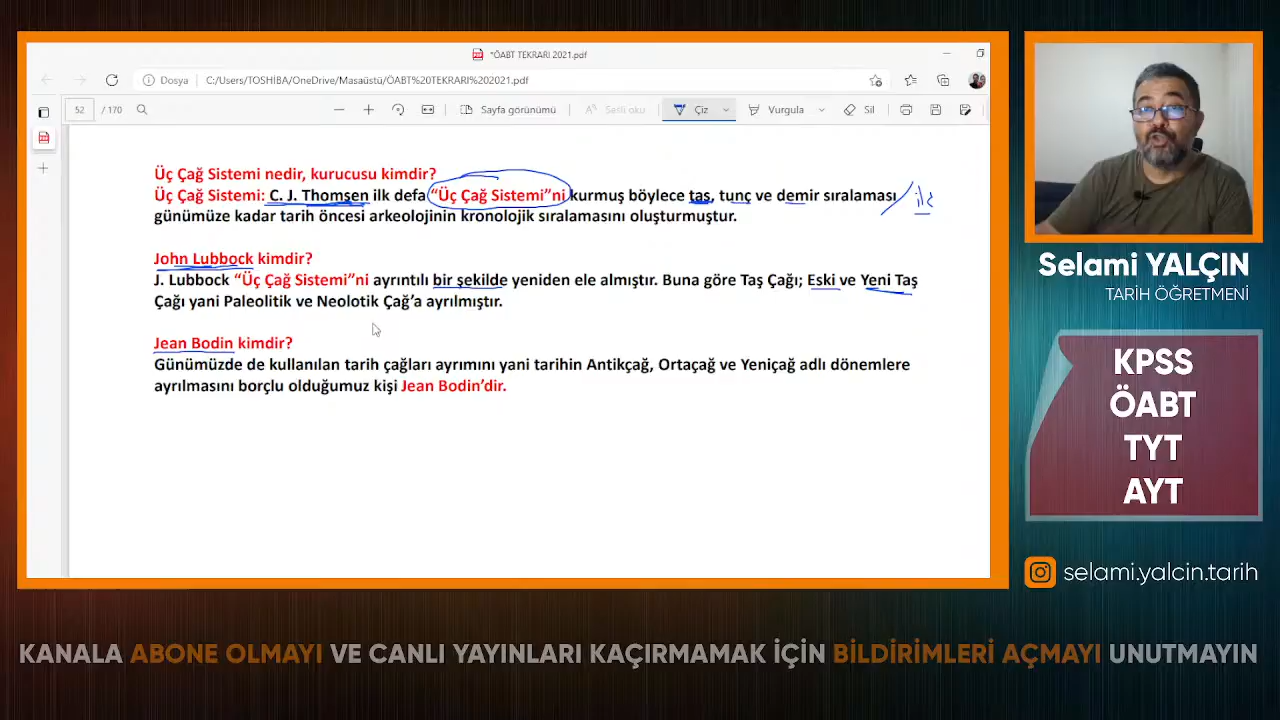 *ÖABT TEKRARI 2021.pdf
Dosya
C:/Users/TOSHIBA/OneDrive/Masaüstü/ÖABT%20TEKRARI%202021.pdf
52 / 170
Sayfa görünümü
Sesli oku
Çiz
Vurgula
Sil
Üç Çağ Sistemi nedir, kurucusu kimdir?
Üç Çağ Sistemi: C. J. Thomsen ilk defa “Üç Çağ Sistemi”ni kurmuş böylece taş, tunç ve demir sıralaması
günümüze kadar tarih öncesi arkeolojinin kronolojik sıralamasını oluşturmuştur.
John Lubbock kimdir?
J. Lubbock “Üç Çağ Sistemi”ni ayrıntılı bir şekilde yeniden ele almıştır. Buna göre Taş Çağı; Eski ve Yeni Taş
Çağı yani Paleolitik ve Neolotik Çağ’a ayrılmıştır.
Jean Bodin kimdir?
Günümüzde de kullanılan tarih çağları ayrımını yani tarihin Antikçağ, Ortaçağ ve Yeniçağ adlı dönemlere
ayrılmasını borçlu olduğumuz kişi Jean Bodin’dir.
Selami YALÇIN
TARİH ÖĞRETMENİ
KPSS
ÖABT
TYT
AYT
selami.yalcin.tarih
KANALA ABONE OLMAYI VE CANLI YAYINLARI KAÇIRMAMAK İÇİN BİLDİRİMLERİ AÇMAYI UNUTMAYIN